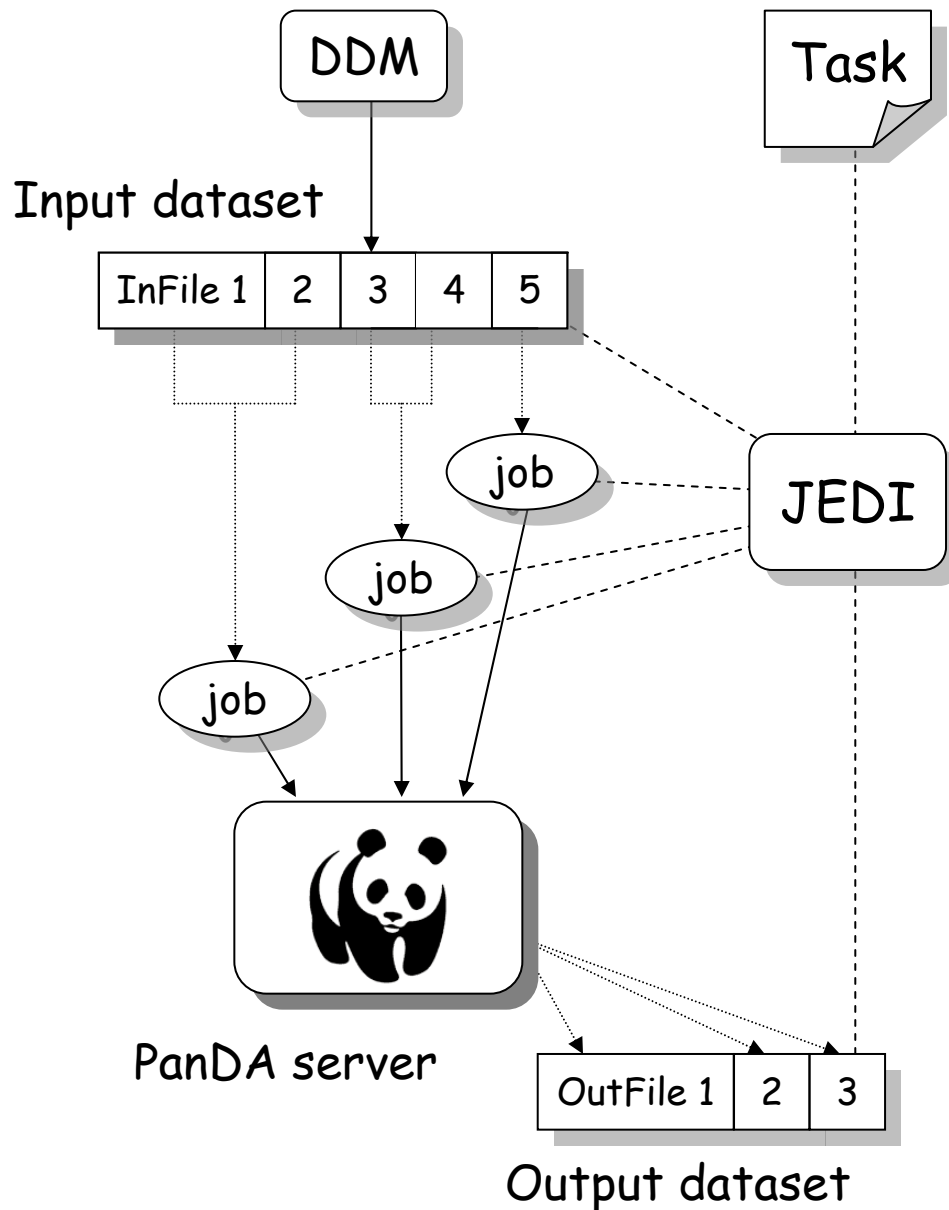 DDM
Task
Input dataset
InFile 1 2 3 4 5
job
JEDI
job
job
PanDA server
OutFile 1 2 3
Output dataset